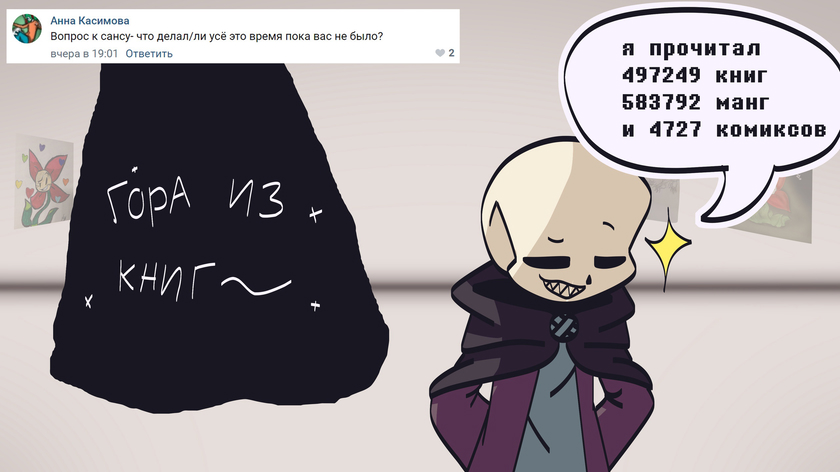 Анна Касимова
Вопрос к сансу- что делал/ли усё это время пока вас не было?
вчера в 19:01 Ответить
2
я прочитал
497249 книг
583792 манг
и 4727 комиксов
ГОРА ИЗ
КНИГ~